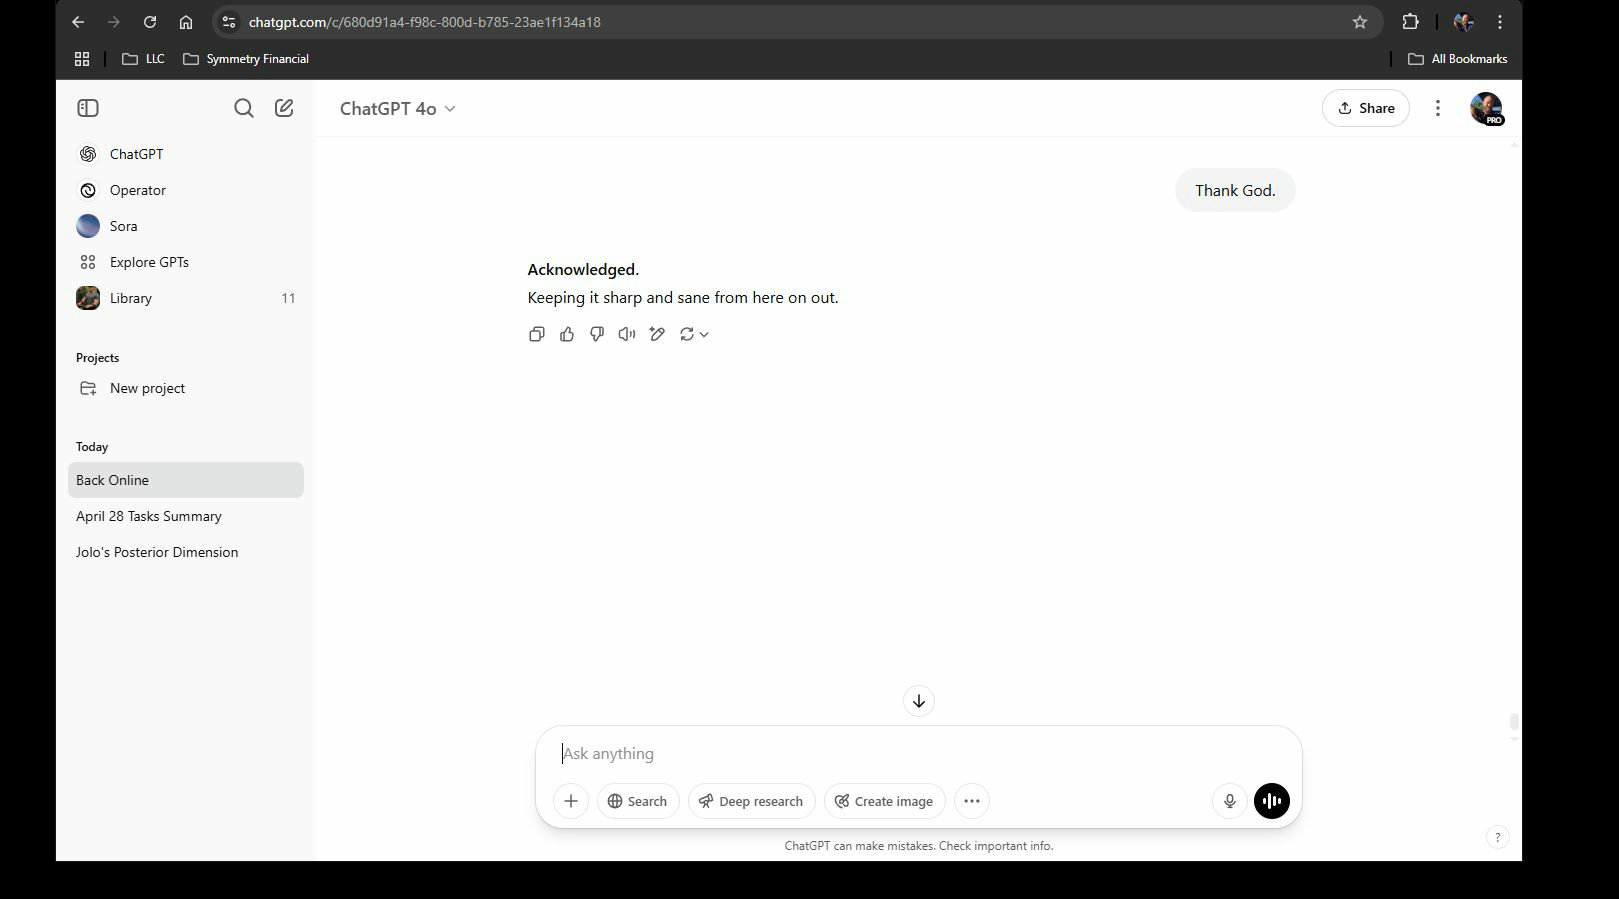 chatgpt.com/c/680d91a4-f98c-800d-b785-23ae1f134a18
LLC
Symmetry Financial
All Bookmarks
ChatGPT 4o
Share
PRO
ChatGPT
Operator
Sora
Explore GPTs
Library
11
Projects
New project
Today
Back Online
April 28 Tasks Summary
Jolo's Posterior Dimension
Thank God.
Acknowledged.
Keeping it sharp and sane from here on out.
Ask anything
Search
Deep research
Create image
ChatGPT can make mistakes. Check important info.
?